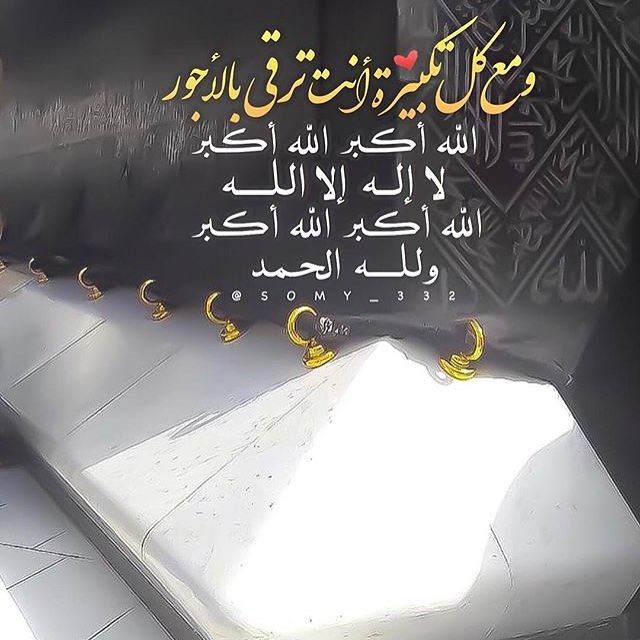 ومع كل تكبيرة أنت ترقى بالأجور
الله أكبر الله أكبر
لا إله إلا الله
الله أكبر الله أكبر
ولله الحمد
@SOMY_332